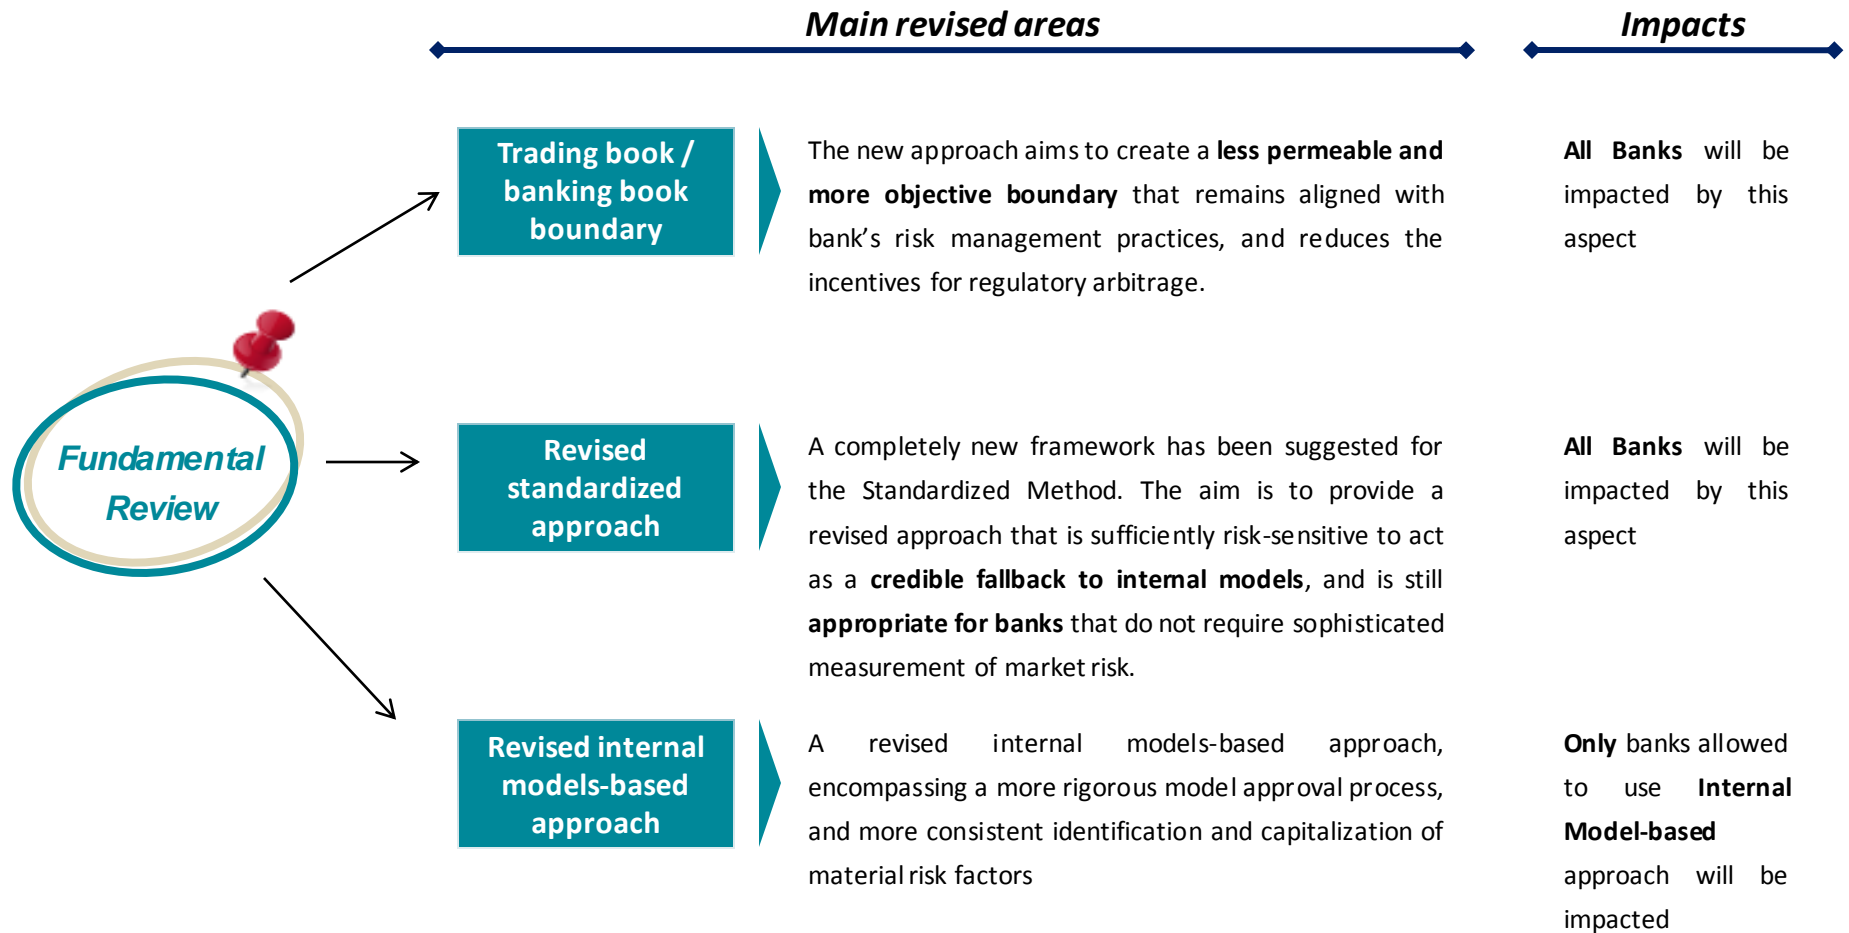 Main revised areas
Impacts
Fundamental
Review
Trading book /
banking book
boundary
The new approach aims to create a less permeable and
more objective boundary that remains aligned with
bank's risk management practices, and reduces the
incentives for regulatory arbitrage.
All Banks will be
impacted by this
aspect
Revised
standardized
approach
A completely new framework has been suggested for
the Standardized Method. The aim is to provide a
revised approach that is sufficiently risk-sensitive to act
as a credible fallback to internal models, and is still
appropriate for banks that do not require sophisticated
measurement of market risk.
All Banks will be
impacted by this
aspect
Revised internal
models-based
approach
A revised internal models-based approach,
encompassing a more rigorous model approval process,
and more consistent identification and capitalization of
material risk factors
Only banks allowed
to use Internal
Model-based
approach will be
impacted